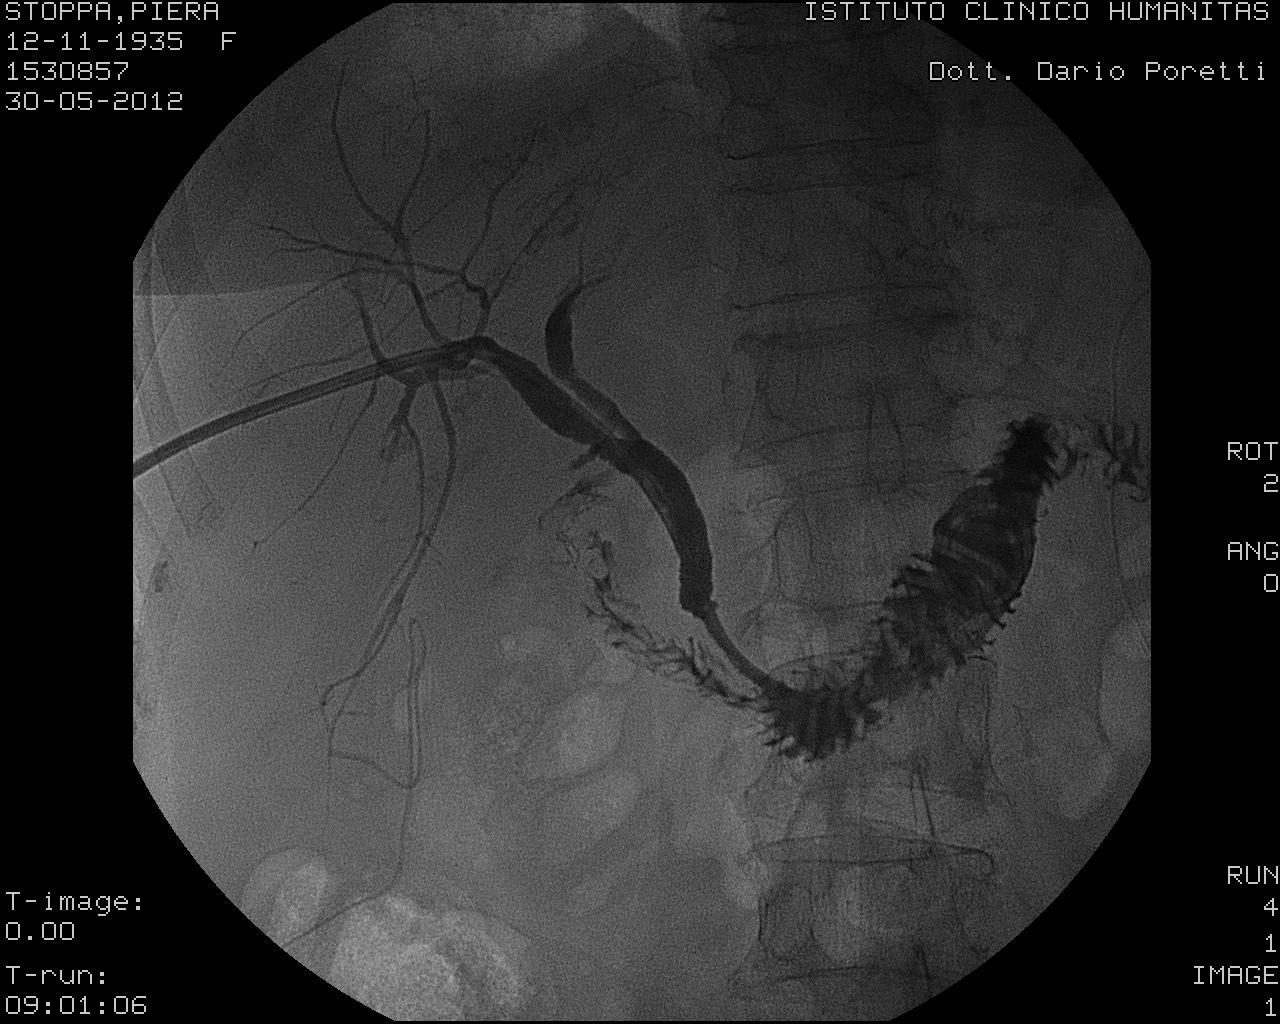 STOPPA,PIERA
12-11-1935 F
1530857
30-05-2012
ISTITUTO CLINICO HUMANITAS
Dott. Dario Poretti
ROT
2
ANG
0
T-image:
0.00
T-run:
09:01:06
RUN
4
1
IMAGE
1